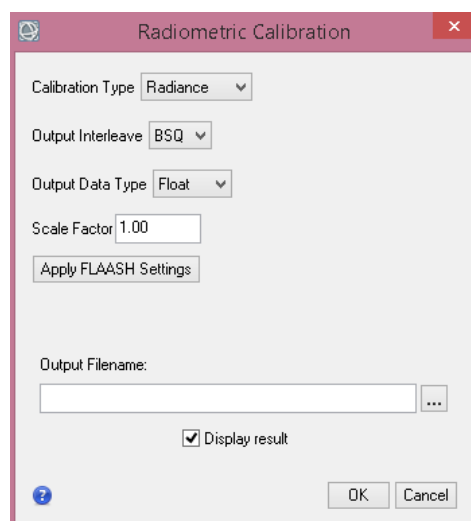 Radiometric Calibration
Calibration Type Radiance
Output Interleave BSQ
Output Data Type Float
Scale Factor 1.00
Apply FLAASH Settings
Output Filename:
...
Display result
? OK Cancel